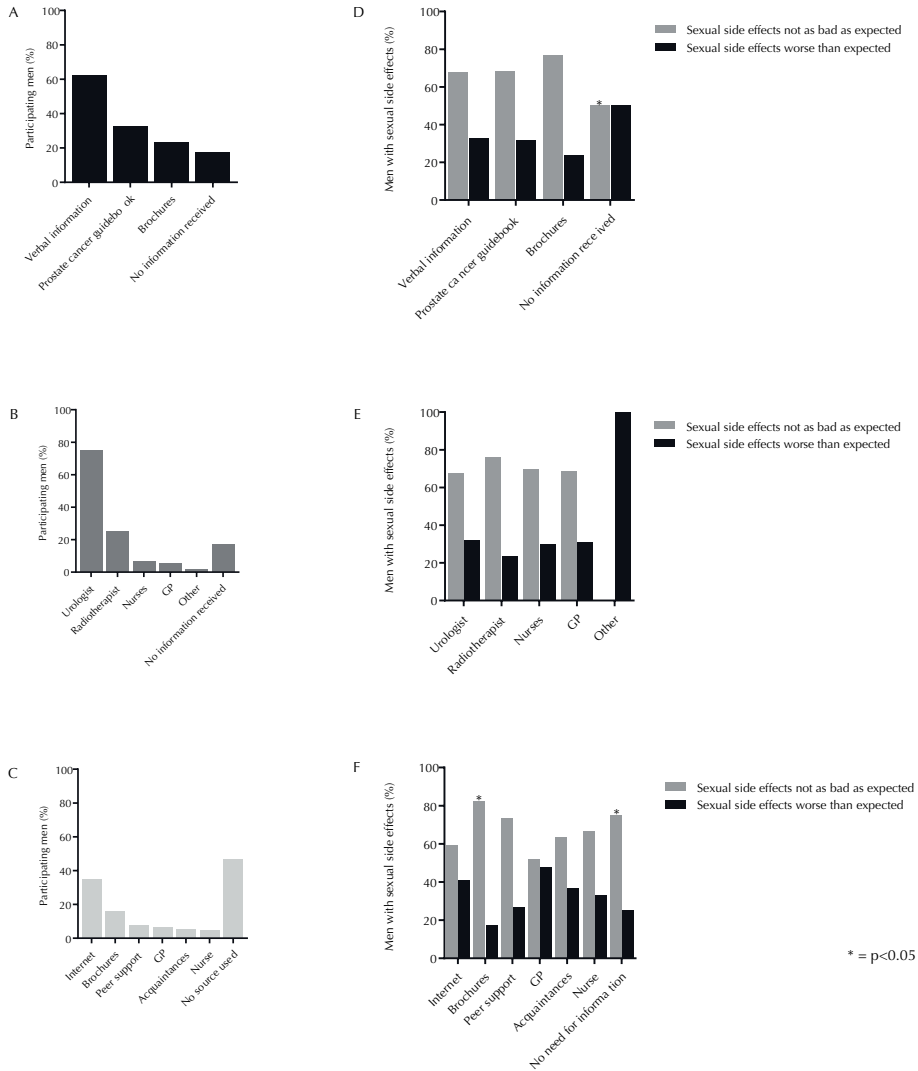 A
100
80
60
40
20
0
Participating men (%)
Verbal information
Prostate cancer guidebo ok
Brochures
No information received
D
100
80
60
40
20
0
Men with sexual side effects (%)
*
Verbal information
Prostate ca ncer guidebook
Brochures
No information rece ived
Sexual side effects not as bad as expected
Sexual side effects worse than expected
B
100
80
60
40
20
0
Participating men (%)
Urologist
Radiotherapist
Nurses
GP
Other
No information received
E
100
80
60
40
20
0
Men with sexual side effects (%)
Urologist
Radiotherapist
Nurses
GP
Other
Sexual side effects not as bad as expected
Sexual side effects worse than expected
C
100
80
60
40
20
0
Participating men (%)
Internet
Brochures
Peer support
GP
Acquaintances
Nurse
No source used
F
100
80
60
40
20
0
Men with sexual side effects (%)
*
*
Internet
Brochures
Peer support
GP
Acquaintances
Nurse
No need for informa tion
Sexual side effects not as bad as expected
Sexual side effects worse than expected
* = p<0.05